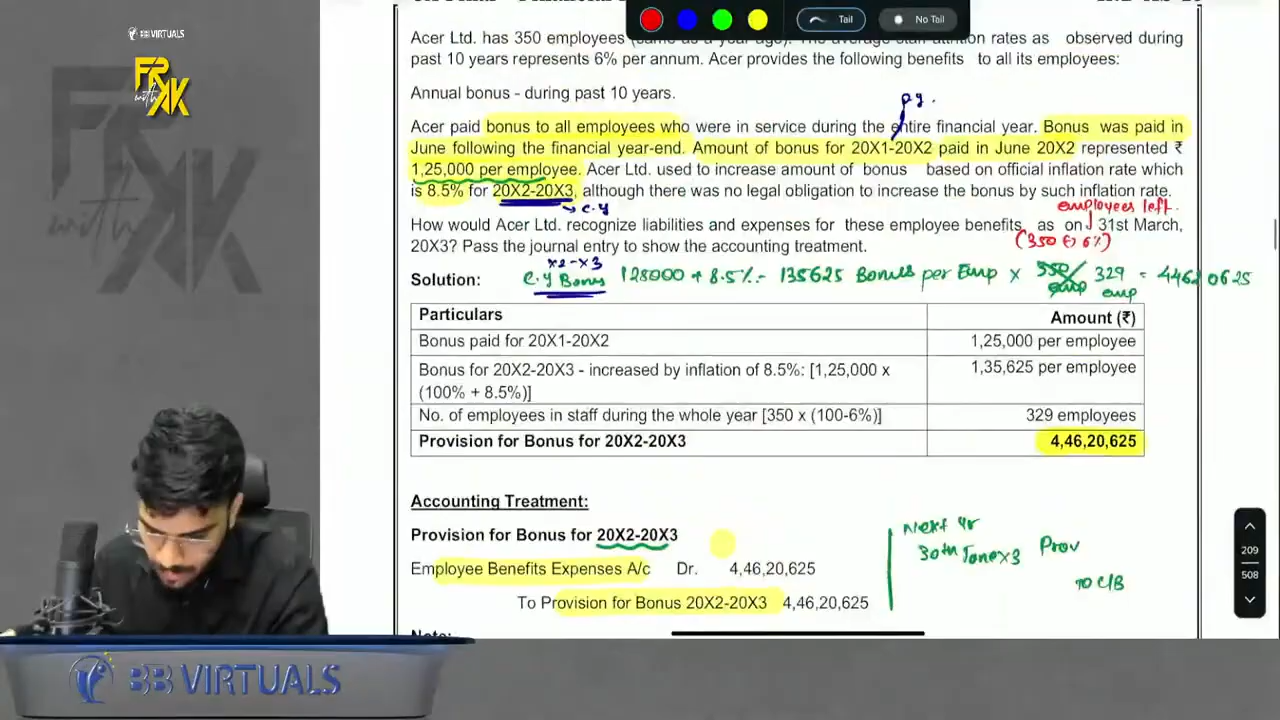 BB VIRTUALS
FR
with
KK
Tail
No Tail
Acer Ltd. has 350 employees (same as a year ago). The average staff attrition rates as observed during
past 10 years represents 6% per annum. Acer provides the following benefits to all its employees:
Annual bonus - during past 10 years.
p.y.
Acer paid bonus to all employees who were in service during the entire financial year. Bonus was paid in
June following the financial year-end. Amount of bonus for 20X1-20X2 paid in June 20X2 represented ₹
1,25,000 per employee. Acer Ltd. used to increase amount of bonus based on official inflation rate which
is 8.5% for 20X2-20X3, although there was no legal obligation to increase the bonus by such inflation rate.
c.y
employees left.
How would Acer Ltd. recognize liabilities and expenses for these employee benefits, as on 31st March,
(350 (-) 6%)
20X3? Pass the journal entry to show the accounting treatment.
x2-x3
Solution: C.y Bonus 125000 + 8.5% = 135625 Bonus per Emp × 350 emp 329 emp = 44620625
Particulars Amount (₹)
Bonus paid for 20X1-20X2 1,25,000 per employee
Bonus for 20X2-20X3 - increased by inflation of 8.5%: [1,25,000 x 1,35,625 per employee
(100% + 8.5%)]
No. of employees in staff during the whole year [350 x (100-6%)] 329 employees
Provision for Bonus for 20X2-20X3 4,46,20,625
Accounting Treatment:
Provision for Bonus for 20X2-20X3
Employee Benefits Expenses A/c Dr. 4,46,20,625
To Provision for Bonus 20X2-20X3 4,46,20,625
Next Yr
30th June x3 Prov
To C/B
Note:
209
508
BB VIRTUALS